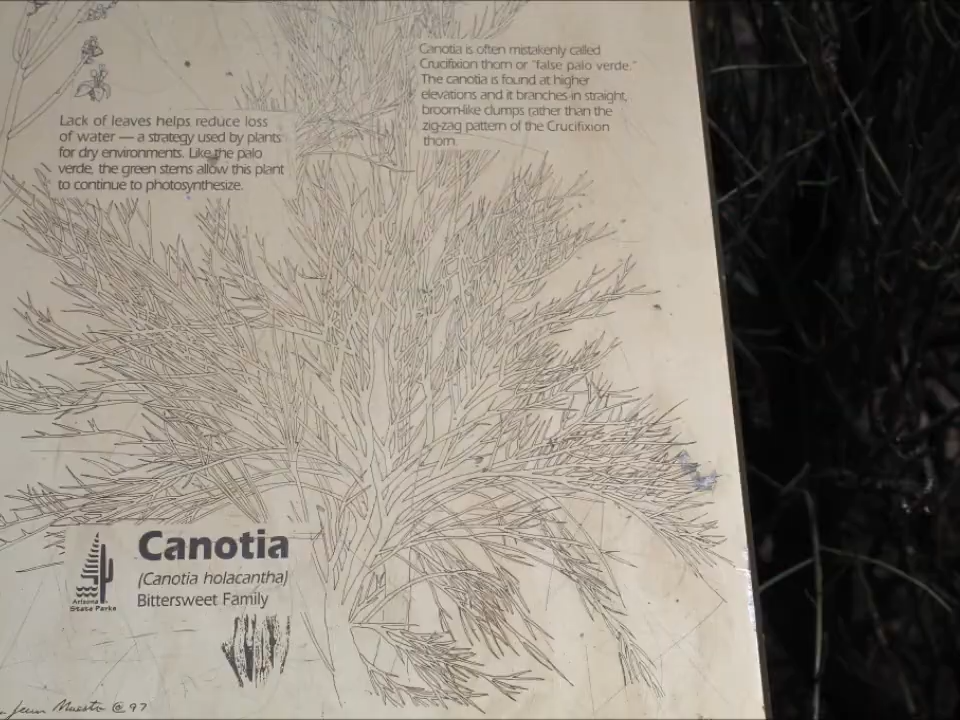 Canotia is often mistakenly called
Crucifixion thorn or "false palo verde."
The canotia is found at higher
elevations and it branches in straight,
broom-like clumps rather than the
zig-zag pattern of the Crucifixion
thorn.
Lack of leaves helps reduce loss
of water — a strategy used by plants
for dry environments. Like the palo
verde, the green stems allow this plant
to continue to photosynthesize.
Canotia
(Canotia holacantha)
Bittersweet Family
Arizona
State Parks
@ 97